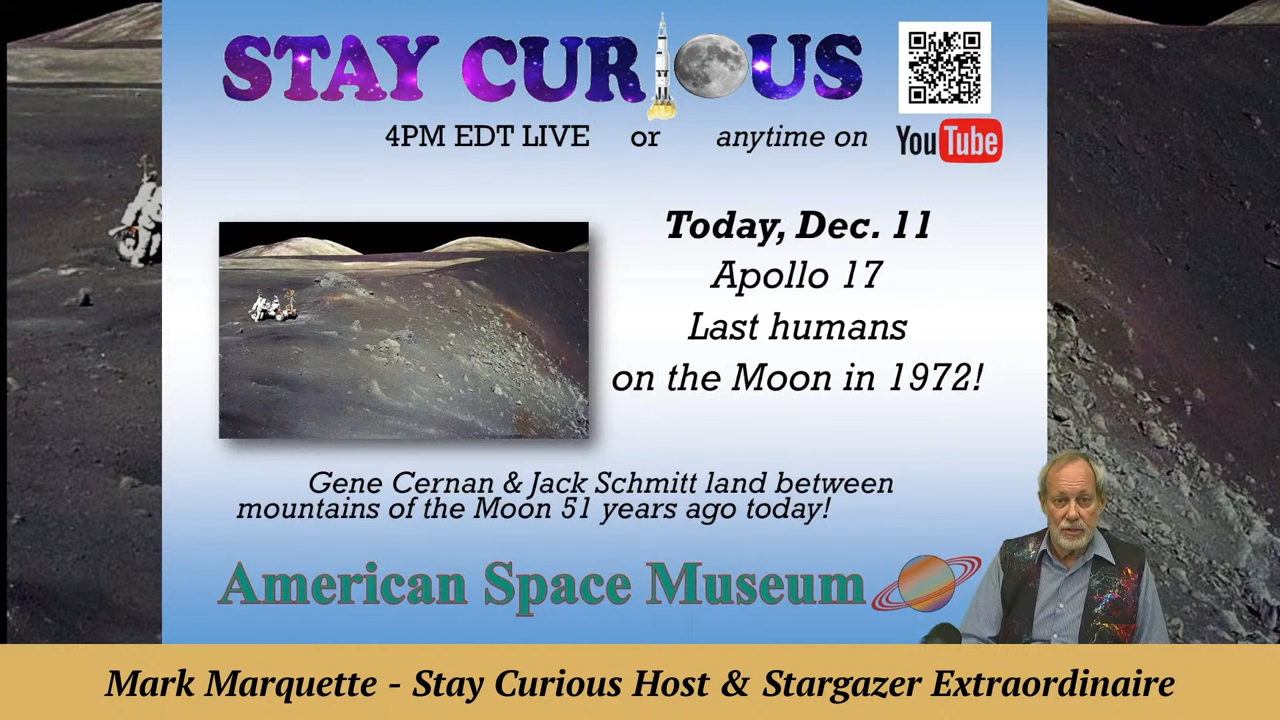 STAY CURIOUS
4PM EDT LIVE or anytime on YouTube
Today, Dec. 11
Apollo 17
Last humans
on the Moon in 1972!
Gene Cernan & Jack Schmitt land between
mountains of the Moon 51 years ago today!
American Space Museum
Mark Marquette - Stay Curious Host & Stargazer Extraordinaire